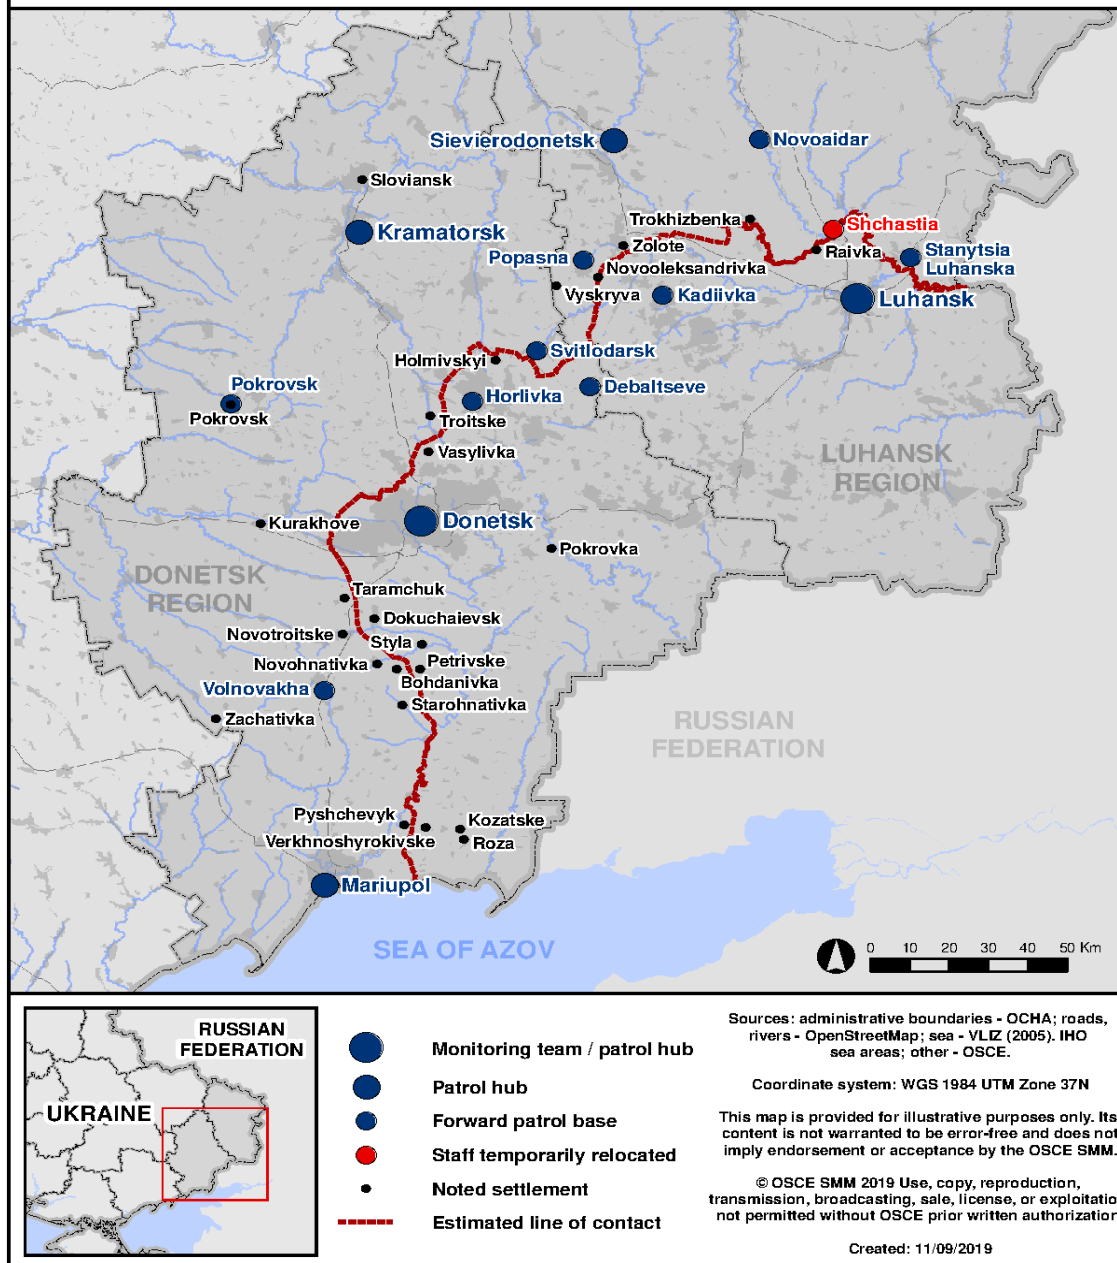 Sievierodonetsk
Novoaidar
Sloviansk
Trokhizbenka
Shchastia
Kramatorsk
Zolote
Raivka
Stanytsia
Luhanska
Popasna
Novooleksandrivka
Vyskryva
Kadiivka
Luhansk
Holmivskyi
Svitlodarsk
Pokrovsk
Pokrovsk
Horlivka
Debaltseve
Troitske
Vasylivka
LUHANSK
REGION
Kurakhove
Donetsk
Pokrovka
DONETSK
REGION
Taramchuk
Dokuchaievsk
Novotroitske
Styla
Novohnativka
Petrivske
Bohdanivka
Volnovakha
Starohnativka
Zachativka
RUSSIAN
FEDERATION
Pyshchevyk
Kozatske
Verkhnoshyrokivske
Roza
Mariupol
SEA OF AZOV
0 10 20 30 40 50 Km
RUSSIAN
FEDERATION
UKRAINE
Monitoring team / patrol hub
Patrol hub
Forward patrol base
Staff temporarily relocated
Noted settlement
Estimated line of contact
Sources: administrative boundaries - OCHA; roads,
rivers - OpenStreetMap; sea - VLIZ (2005). IHO
sea areas; other - OSCE.
Coordinate system: WGS 1984 UTM Zone 37N
This map is provided for illustrative purposes only. Its
content is not warranted to be error-free and does not
imply endorsement or acceptance by the OSCE SMM.
© OSCE SMM 2019 Use, copy, reproduction,
transmission, broadcasting, sale, license, or exploitatio
not permitted without OSCE prior written authorization
Created: 11/09/2019